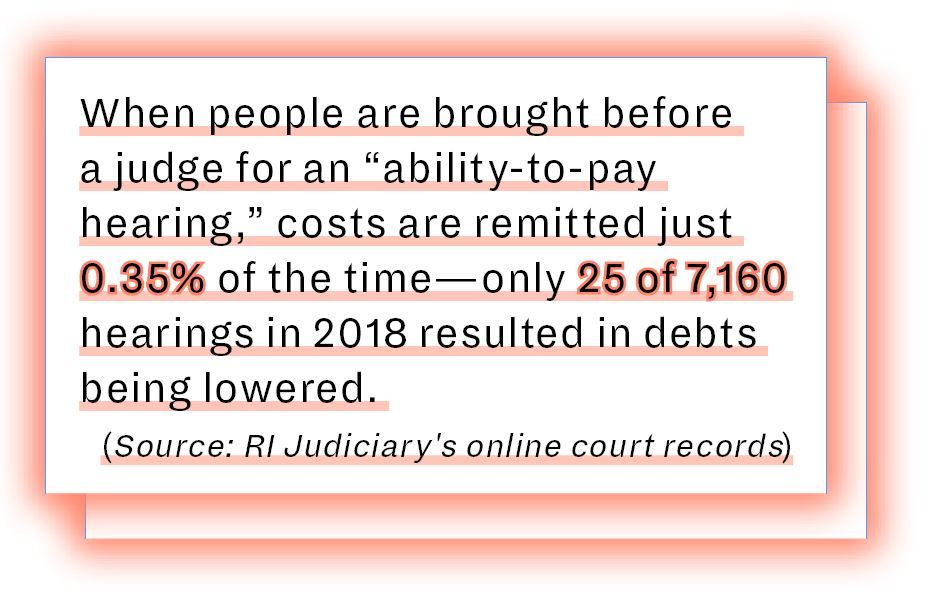 When people are brought before
a judge for an “ability-to-pay
hearing,” costs are remitted just
0.35% of the time—only 25 of 7,160
hearings in 2018 resulted in debts
being lowered.
(Source: RI Judiciary's online court records)